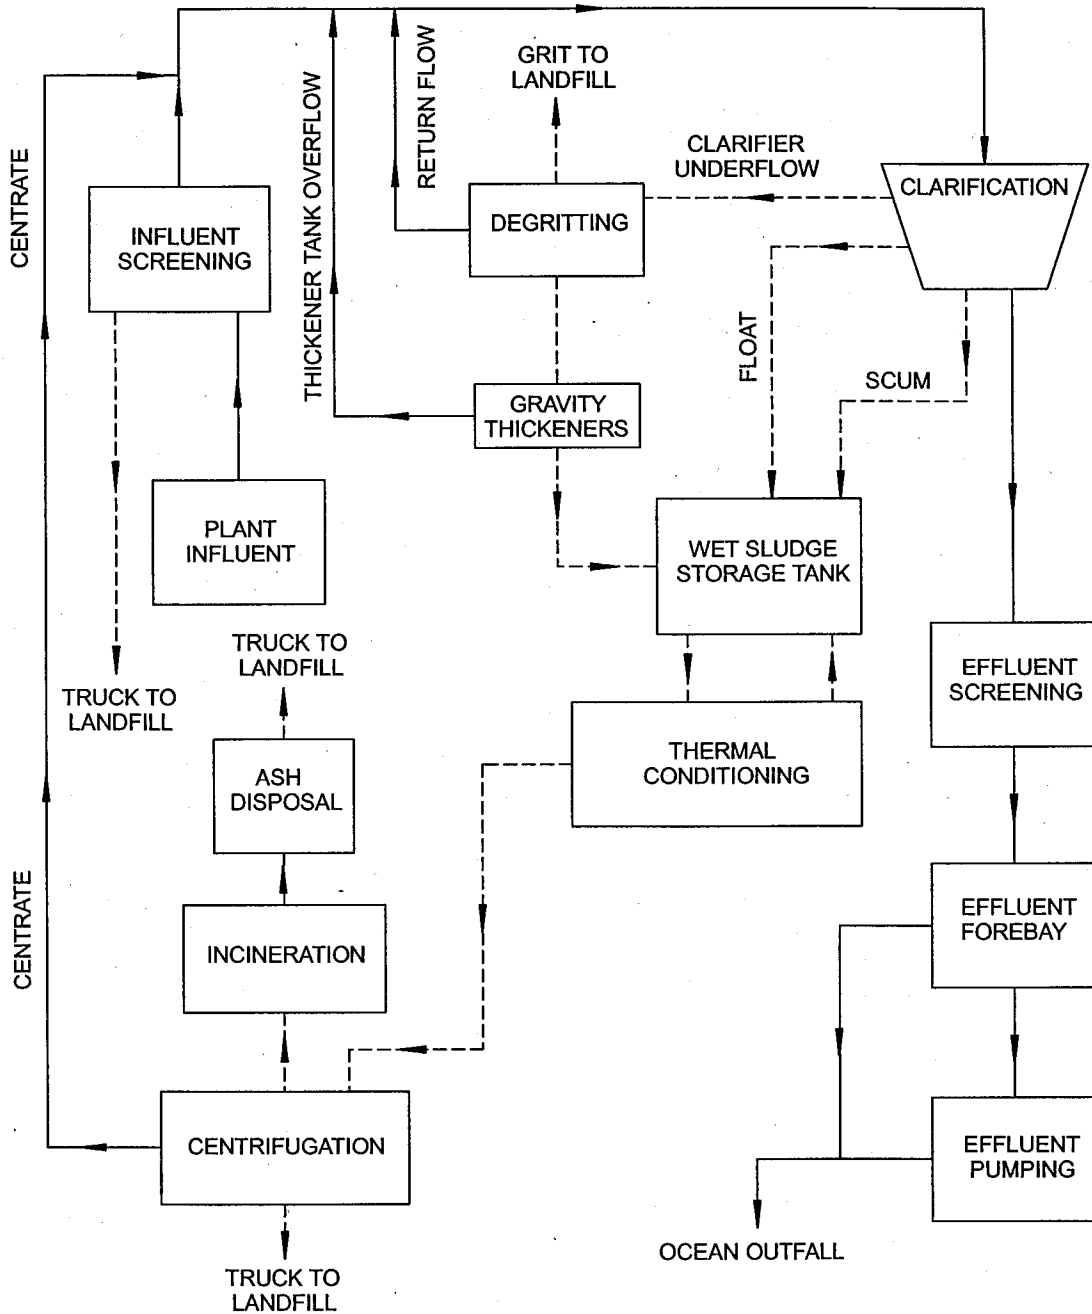 GRIT TO
LANDFILL
CENTRATE
THICKENER TANK OVERFLOW
RETURN FLOW
CLARIFIER
UNDERFLOW
CLARIFICATION
INFLUENT
SCREENING
DEGRITTING
FLOAT
SCUM
GRAVITY
THICKENERS
PLANT
INFLUENT
WET SLUDGE
STORAGE TANK
TRUCK TO
LANDFILL
TRUCK TO
LANDFILL
EFFLUENT
SCREENING
ASH
DISPOSAL
THERMAL
CONDITIONING
CENTRATE
INCINERATION
EFFLUENT
FOREBAY
CENTRIFUGATION
EFFLUENT
PUMPING
OCEAN OUTFALL
TRUCK TO
LANDFILL